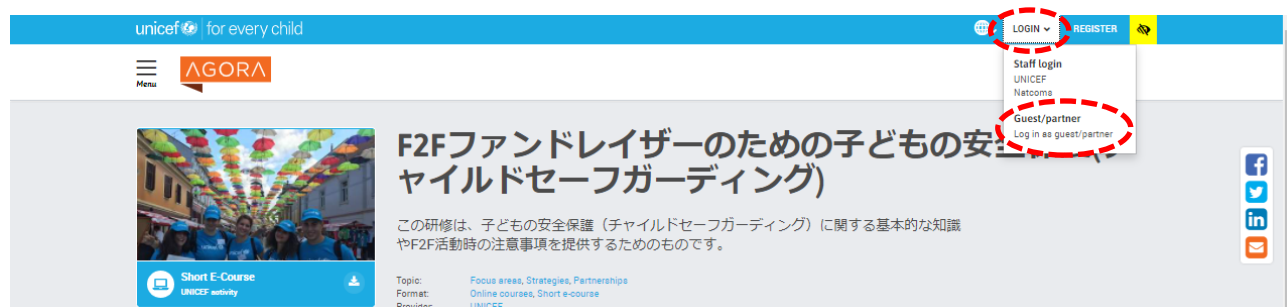 unicef for every child
LOGIN
REGISTER
Menu
AGORA
Staff login
UNICEF
Natcoms
Guest/partner
Log in as guest/partner
F2Fファンドレイザーのための子どもの安
ャイルドセーフガーディング)
この研修は、子どもの安全保護（チャイルドセーフガーディング）に関する基本的な知識
やF2F活動時の注意事項を提供するためのものです。
Short E-Course
UNICEF activity
Topic: Focus areas, Strategies, Partnerships
Format: Online courses, Short e-course
Provider: UNICEF